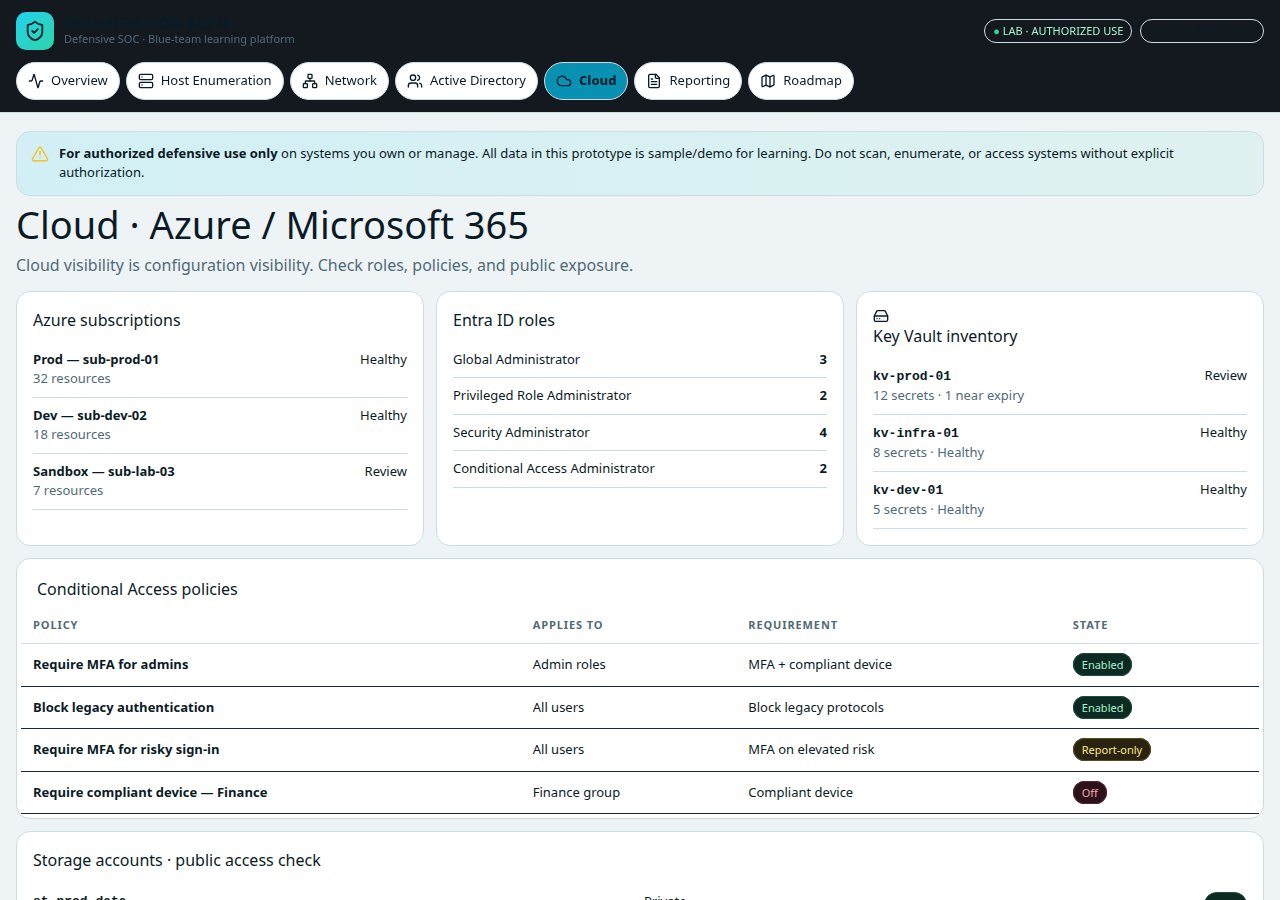 Defensive SOC · Blue-team learning platform
● LAB · AUTHORIZED USE
Overview
Host Enumeration
Network
Active Directory
Cloud
Reporting
Roadmap
For authorized defensive use only on systems you own or manage. All data in this prototype is sample/demo for learning. Do not scan, enumerate, or access systems without explicit
authorization.
Cloud · Azure / Microsoft 365
Cloud visibility is configuration visibility. Check roles, policies, and public exposure.
Azure subscriptions
Prod — sub-prod-01 Healthy
32 resources
Dev — sub-dev-02 Healthy
18 resources
Sandbox — sub-lab-03 Review
7 resources
Entra ID roles
Global Administrator 3
Privileged Role Administrator 2
Security Administrator 4
Conditional Access Administrator 2
Key Vault inventory
kv-prod-01 Review
12 secrets · 1 near expiry
kv-infra-01 Healthy
8 secrets · Healthy
kv-dev-01 Healthy
5 secrets · Healthy
Conditional Access policies
POLICY APPLIES TO REQUIREMENT STATE
Require MFA for admins Admin roles MFA + compliant device Enabled
Block legacy authentication All users Block legacy protocols Enabled
Require MFA for risky sign-in All users MFA on elevated risk Report-only
Require compliant device — Finance Finance group Compliant device Off
Storage accounts · public access check
Private